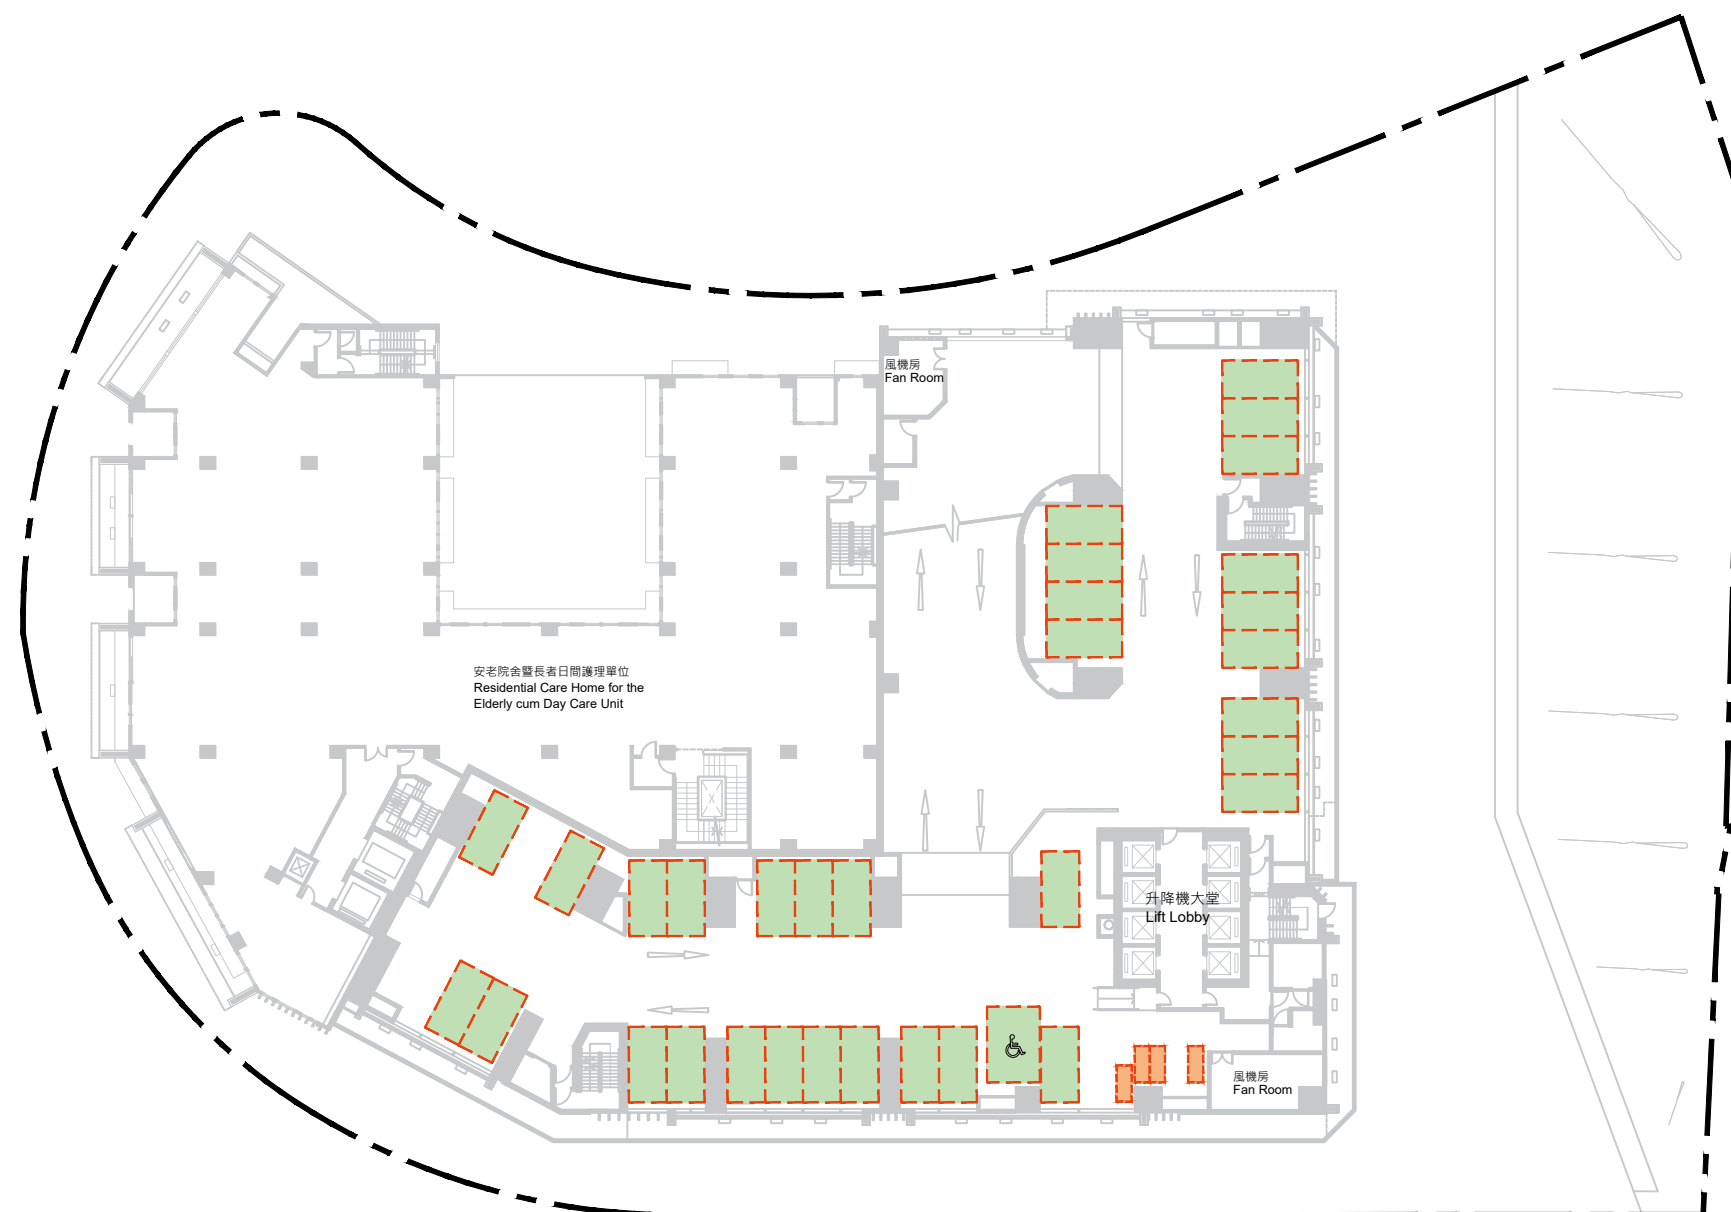 風機房
Fan Room
安老院舍暨長者日間護理單位
Residential Care Home for the
Elderly cum Day Care Unit
升降機大堂
Lift Lobby
風機房
Fan Room